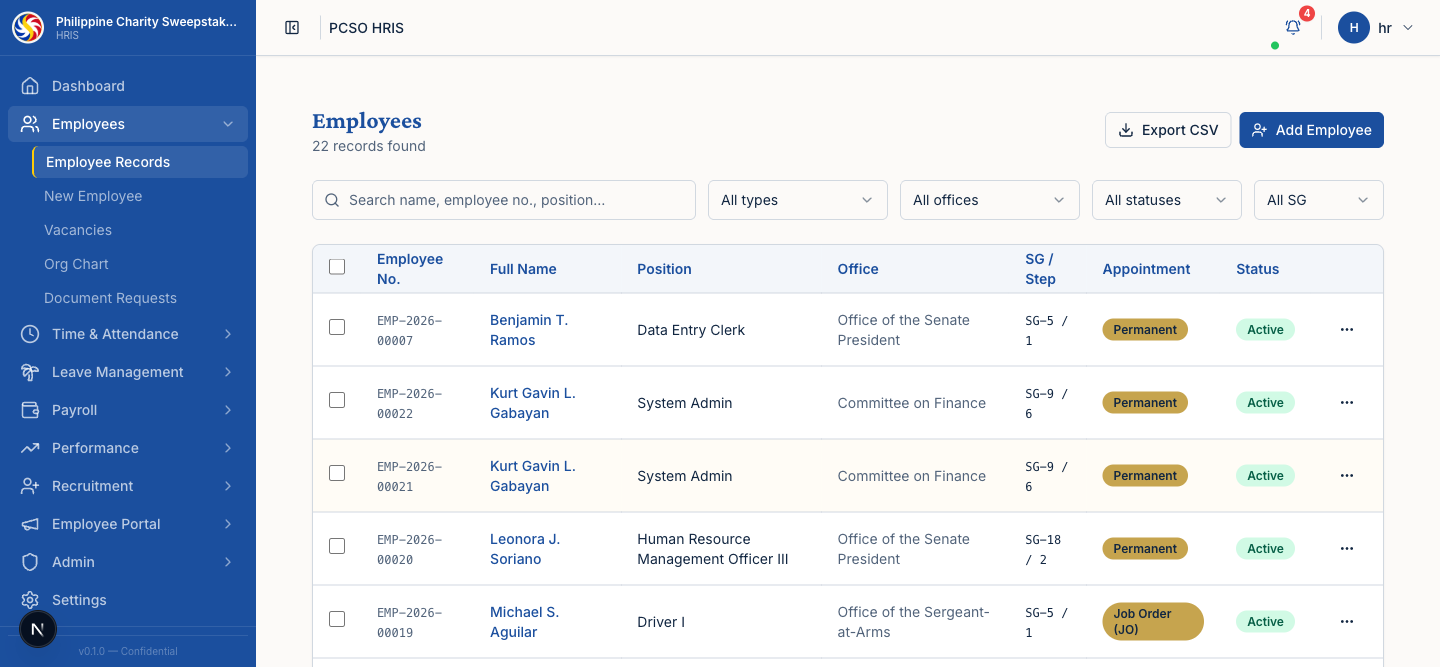 Philippine Charity Sweepstak...
HRIS
PCSO HRIS
4
H
hr
Dashboard
Employees
Employee Records
New Employee
Vacancies
Org Chart
Document Requests
Time & Attendance
Leave Management
Payroll
Performance
Recruitment
Employee Portal
Admin
Settings
N
v0.1.0 — Confidential
Employees
22 records found
Export CSV
Add Employee
Search name, employee no., position...
All types
All offices
All statuses
All SG
Employee No.
Full Name
Position
Office
SG / Step
Appointment
Status
EMP-2026-
00007
Benjamin T.
Ramos
Data Entry Clerk
Office of the Senate
President
SG-5 /
1
Permanent
Active
...
EMP-2026-
00022
Kurt Gavin L.
Gabayan
System Admin
Committee on Finance
SG-9 /
6
Permanent
Active
...
EMP-2026-
00021
Kurt Gavin L.
Gabayan
System Admin
Committee on Finance
SG-9 /
6
Permanent
Active
...
EMP-2026-
00020
Leonora J.
Soriano
Human Resource
Management Officer III
Office of the Senate
President
SG-18
/ 2
Permanent
Active
...
EMP-2026-
00019
Michael S.
Aguilar
Driver I
Office of the Sergeant-
at-Arms
SG-5 /
1
Job Order
(JO)
Active
...